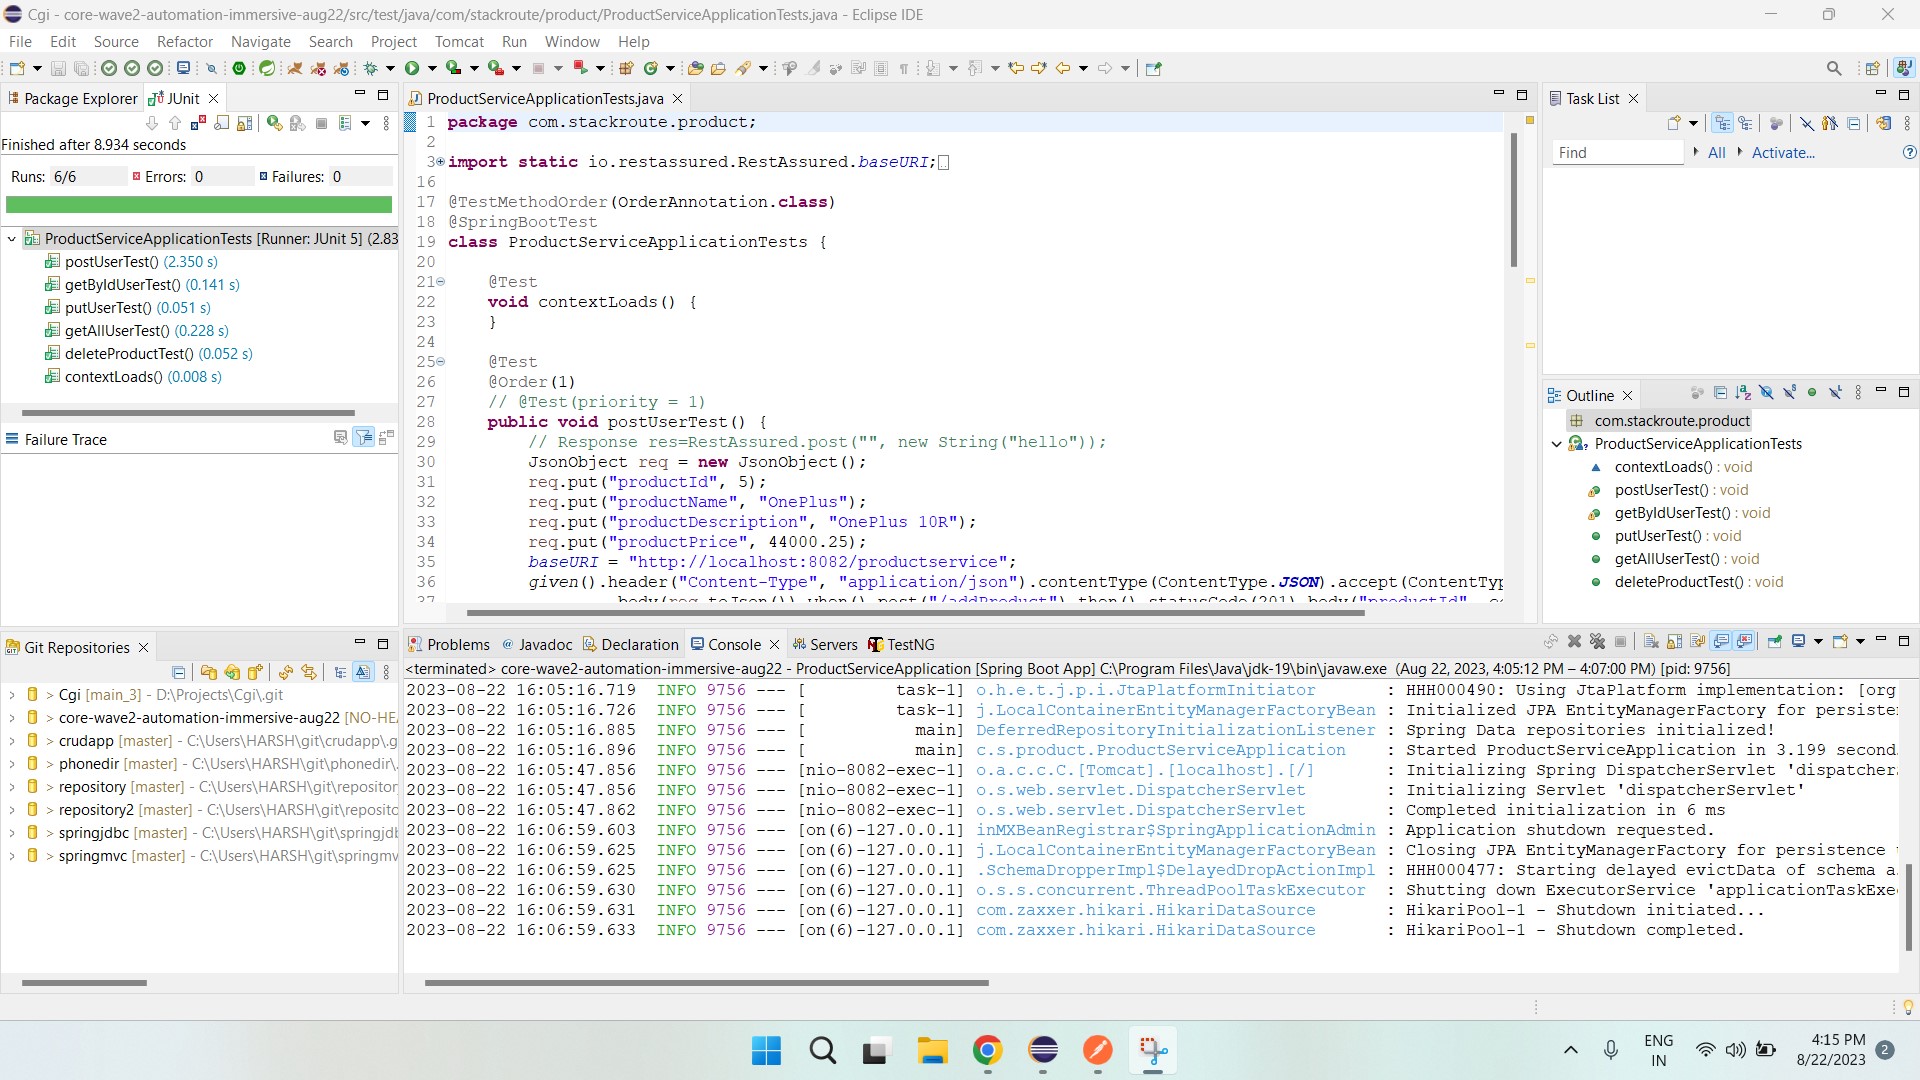 Cgi - core-wave2-automation-immersive-aug22/src/test/java/com/stackroute/product/ProductServiceApplicationTests.java - Eclipse IDE
File Edit Source Refactor Navigate Search Project Tomcat Run Window Help
Package Explorer JUnit
Finished after 8.934 seconds
Runs: 6/6 Errors: 0 Failures: 0
ProductServiceApplicationTests [Runner: JUnit 5] (2.83
postUserTest() (2.350 s)
getByIdUserTest() (0.141 s)
putUserTest() (0.051 s)
getAllUserTest() (0.228 s)
deleteProductTest() (0.052 s)
contextLoads() (0.008 s)
Failure Trace
ProductServiceApplicationTests.java
1 package com.stackroute.product;
2
3 import static io.restassured.RestAssured.baseURI;
16
17 @TestMethodOrder(OrderAnnotation.class)
18 @SpringBootTest
19 class ProductServiceApplicationTests {
20
21 @Test
22 void contextLoads() {
23 }
24
25 @Test
26 @Order(1)
27 // @Test(priority = 1)
28 public void postUserTest() {
29 // Response res=RestAssured.post("", new String("hello"));
30 JsonObject req = new JsonObject();
31 req.put("productId", 5);
32 req.put("productName", "OnePlus");
33 req.put("productDescription", "OnePlus 10R");
34 req.put("productPrice", 44000.25);
35 baseURI = "http://localhost:8082/productservice";
36 given().header("Content-Type", "application/json").contentType(ContentType.JSON).accept(ContentTyp
37 body(req.toJson()).when().post("/addProduct").then().statusCode(201).body("productId",
Task List
Find All Activate...
Outline
com.stackroute.product
ProductServiceApplicationTests
contextLoads() : void
postUserTest() : void
getByIdUserTest() : void
putUserTest() : void
getAllUserTest() : void
deleteProductTest() : void
Git Repositories
> Cgi [main_3] - D:\Projects\Cgi\.git
> core-wave2-automation-immersive-aug22 [NO-HEA
> crudapp [master] - C:\Users\HARSH\git\crudapp\.g
> phonedir [master] - C:\Users\HARSH\git\phonedir\.
> repository [master] - C:\Users\HARSH\git\repositor
> repository2 [master] - C:\Users\HARSH\git\reposito
> springjdbc [master] - C:\Users\HARSH\git\springjdb
> springmvc [master] - C:\Users\HARSH\git\springmv
Problems @ Javadoc Declaration Console Servers TestNG
<terminated> core-wave2-automation-immersive-aug22 - ProductServiceApplication [Spring Boot App] C:\Program Files\Java\jdk-19\bin\javaw.exe (Aug 22, 2023, 4:05:12 PM – 4:07:00 PM) [pid: 9756]
2023-08-22 16:05:16.719 INFO 9756 --- [ task-1] o.h.e.t.j.p.i.JtaPlatformInitiator : HHH000490: Using JtaPlatform implementation: [org
2023-08-22 16:05:16.726 INFO 9756 --- [ task-1] j.LocalContainerEntityManagerFactoryBean : Initialized JPA EntityManagerFactory for persiste
2023-08-22 16:05:16.885 INFO 9756 --- [ main] DeferredRepositoryInitializationListener : Spring Data repositories initialized!
2023-08-22 16:05:16.896 INFO 9756 --- [ main] c.s.product.ProductServiceApplication : Started ProductServiceApplication in 3.199 second
2023-08-22 16:05:47.856 INFO 9756 --- [nio-8082-exec-1] o.a.c.c.C.[Tomcat].[localhost].[/] : Initializing Spring DispatcherServlet 'dispatcher
2023-08-22 16:05:47.856 INFO 9756 --- [nio-8082-exec-1] o.s.web.servlet.DispatcherServlet : Initializing Servlet 'dispatcherServlet'
2023-08-22 16:05:47.862 INFO 9756 --- [nio-8082-exec-1] o.s.web.servlet.DispatcherServlet : Completed initialization in 6 ms
2023-08-22 16:06:59.603 INFO 9756 --- [on(6)-127.0.0.1] inMXBeanRegistrar$SpringApplicationAdmin : Application shutdown requested.
2023-08-22 16:06:59.625 INFO 9756 --- [on(6)-127.0.0.1] j.LocalContainerEntityManagerFactoryBean : Closing JPA EntityManagerFactory for persistence
2023-08-22 16:06:59.625 INFO 9756 --- [on(6)-127.0.0.1] .SchemaDropperImpl$DelayedDropActionImpl : HHH000477: Starting delayed evictData of schema a
2023-08-22 16:06:59.630 INFO 9756 --- [on(6)-127.0.0.1] o.s.s.concurrent.ThreadPoolTaskExecutor : Shutting down ExecutorService 'applicationTaskExe
2023-08-22 16:06:59.631 INFO 9756 --- [on(6)-127.0.0.1] com.zaxxer.hikari.HikariDataSource : HikariPool-1 - Shutdown initiated...
2023-08-22 16:06:59.633 INFO 9756 --- [on(6)-127.0.0.1] com.zaxxer.hikari.HikariDataSource : HikariPool-1 - Shutdown completed.
ENG
IN
4:15 PM
8/22/2023
2